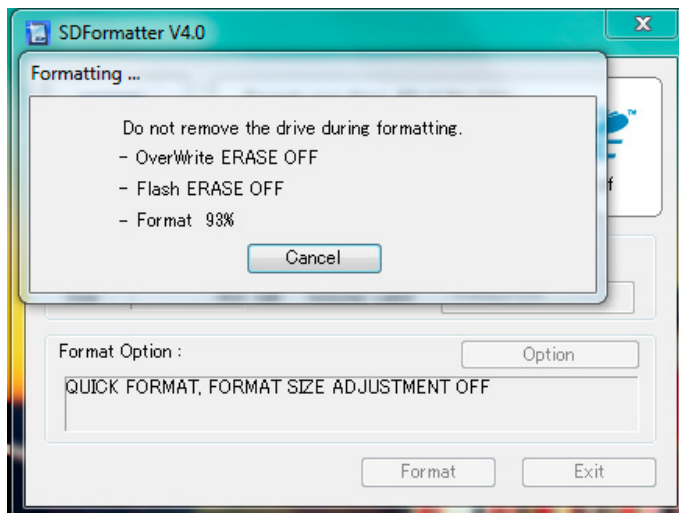 SDFormatter V4.0
Formatting ...
Do not remove the drive during formatting.
- OverWrite ERASE OFF
- Flash ERASE OFF
- Format 93%
Cancel
Format Option :
Option
QUICK FORMAT, FORMAT SIZE ADJUSTMENT OFF
Format
Exit